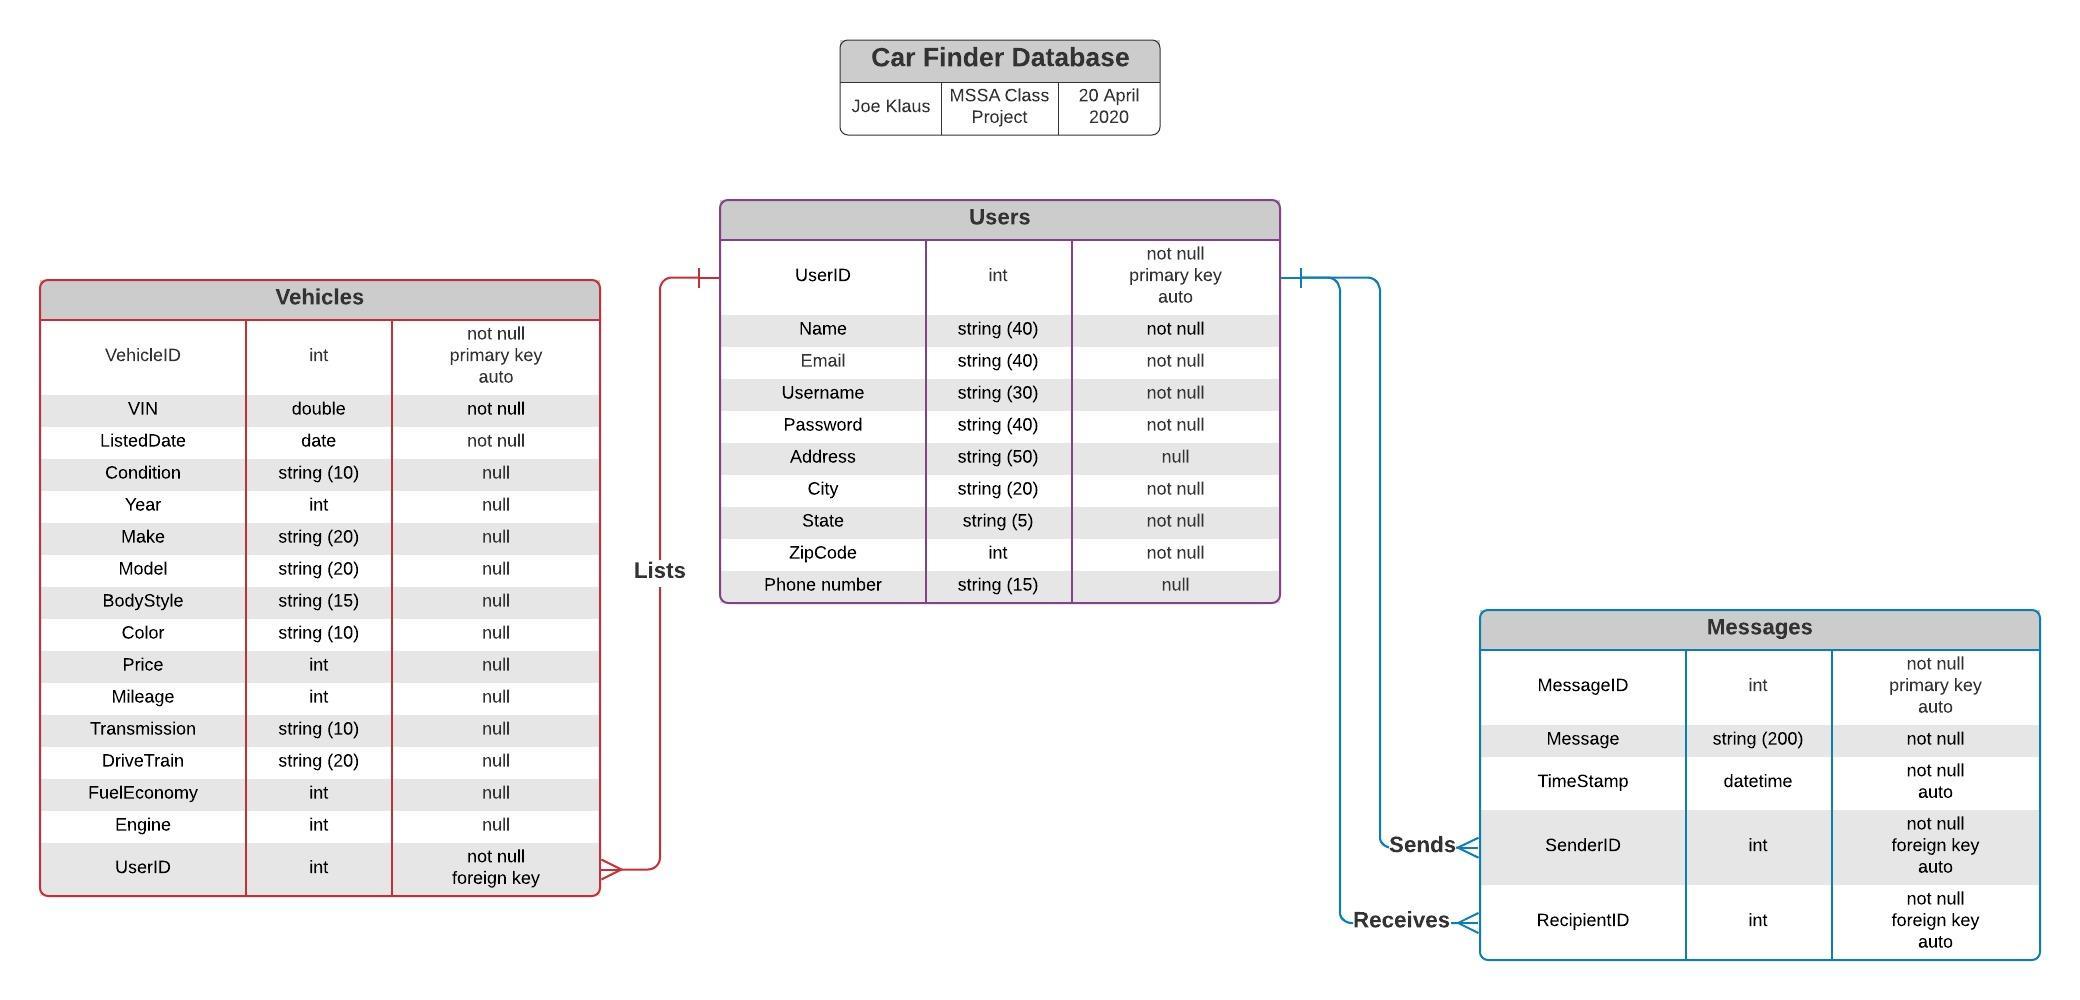 Car Finder Database
Joe Klaus
MSSA Class
Project
20 April
2020
Users
UserID int not null
primary key
auto
Name string (40) not null
Email string (40) not null
Username string (30) not null
Password string (40) not null
Address string (50) null
City string (20) not null
State string (5) not null
ZipCode int not null
Phone number string (15) null
Vehicles
VehicleID int not null
primary key
auto
VIN double not null
ListedDate date not null
Condition string (10) null
Year int null
Make string (20) null
Model string (20) null
BodyStyle string (15) null
Color string (10) null
Price int null
Mileage int null
Transmission string (10) null
DriveTrain string (20) null
FuelEconomy int null
Engine int null
UserID int not null
foreign key
Lists
Messages
MessageID int not null
primary key
auto
Message string (200) not null
TimeStamp datetime not null
auto
SenderID int not null
foreign key
auto
RecipientID int not null
foreign key
auto
Sends
Receives